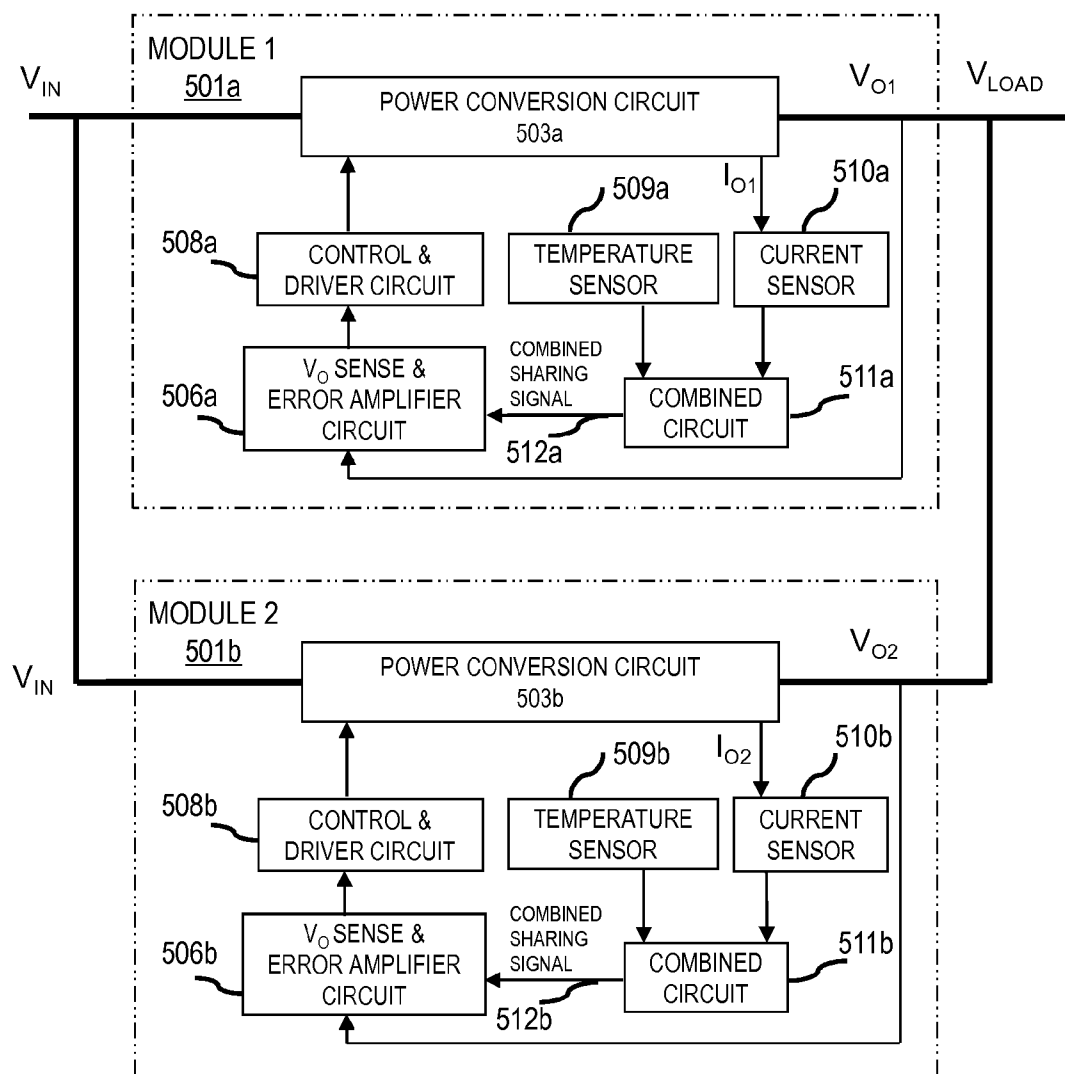 MODULE 1
501a
V_IN
POWER CONVERSION CIRCUIT
503a
V_O1
V_LOAD
I_O1
510a
509a
508a
CONTROL &
DRIVER CIRCUIT
TEMPERATURE
SENSOR
CURRENT
SENSOR
506a
V_O SENSE &
ERROR AMPLIFIER
CIRCUIT
COMBINED
SHARING
SIGNAL
512a
COMBINED
CIRCUIT
511a
MODULE 2
501b
V_IN
POWER CONVERSION CIRCUIT
503b
V_O2
I_O2
510b
509b
508b
CONTROL &
DRIVER CIRCUIT
TEMPERATURE
SENSOR
CURRENT
SENSOR
506b
V_O SENSE &
ERROR AMPLIFIER
CIRCUIT
COMBINED
SHARING
SIGNAL
512b
COMBINED
CIRCUIT
511b